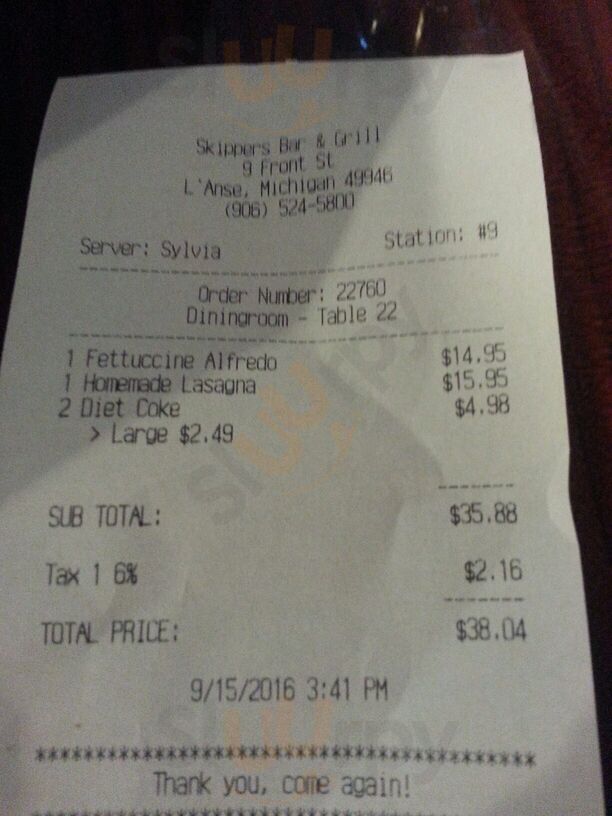 Skippers Bar & Grill
9 Front St
L'Anse, Michigan 49946
(906) 524-5800
Server: Sylvia Station: #9
Order Number: 22760
Diningroom - Table 22
1 Fettuccine Alfredo $14.95
1 Homemade Lasagna $15.95
2 Diet Coke $4.98
> Large $2.49
SUB TOTAL: $35.88
Tax 1 6% $2.16
TOTAL PRICE: $38.04
9/15/2016 3:41 PM
*****************************************
Thank you, come again!
sluurpy
sluurpy
sluurpy